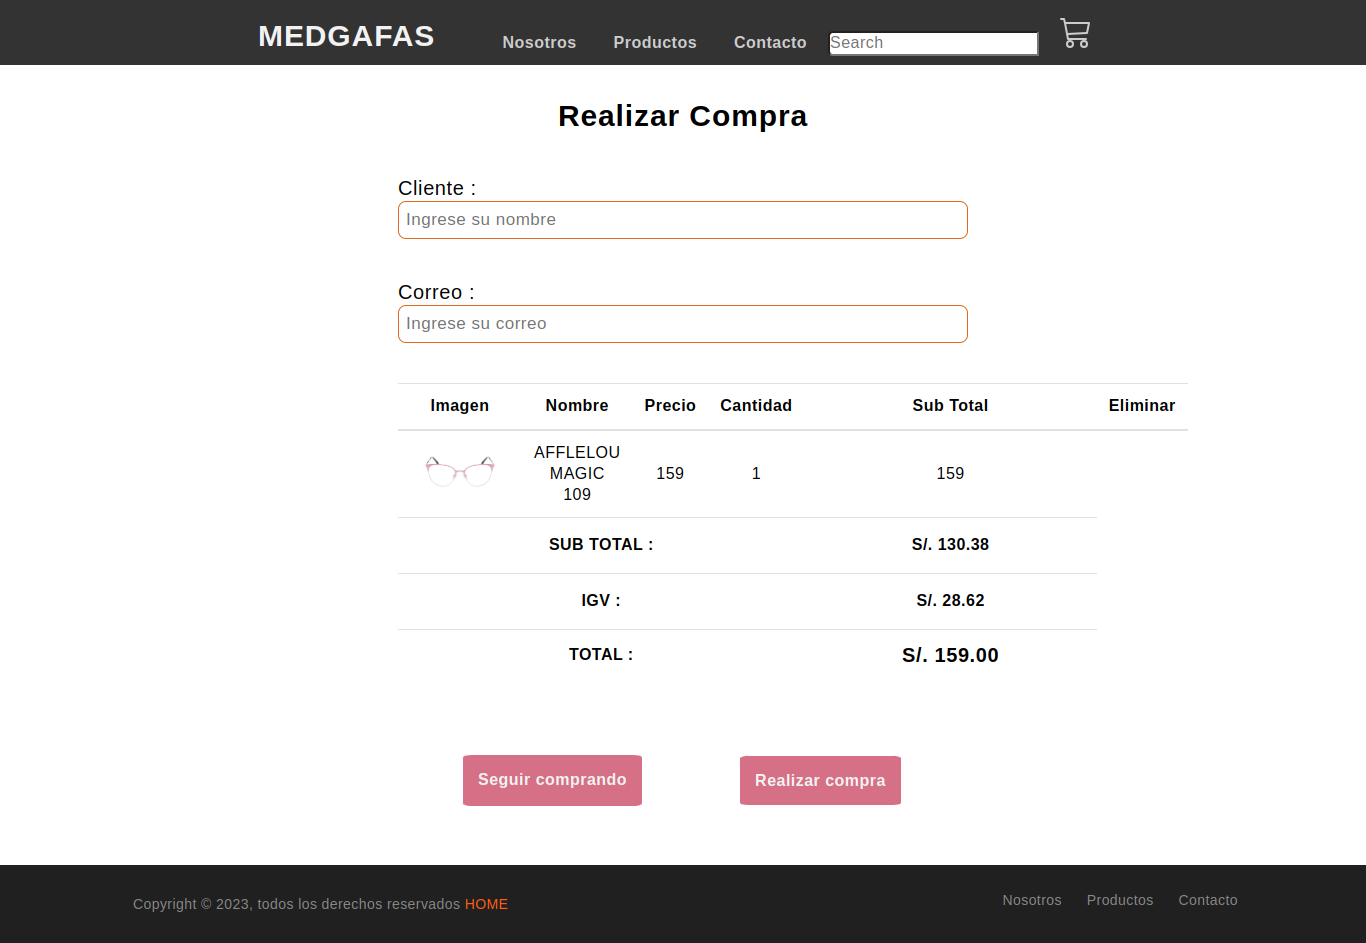 MEDGAFAS Nosotros Productos Contacto Search
Realizar Compra
Cliente :
Ingrese su nombre
Correo :
Ingrese su correo
Imagen Nombre Precio Cantidad Sub Total Eliminar
AFFLELOU
MAGIC 159 1 159
109
SUB TOTAL : S/. 130.38
IGV : S/. 28.62
TOTAL : S/. 159.00
Seguir comprando Realizar compra
Copyright © 2023, todos los derechos reservados HOME Nosotros Productos Contacto